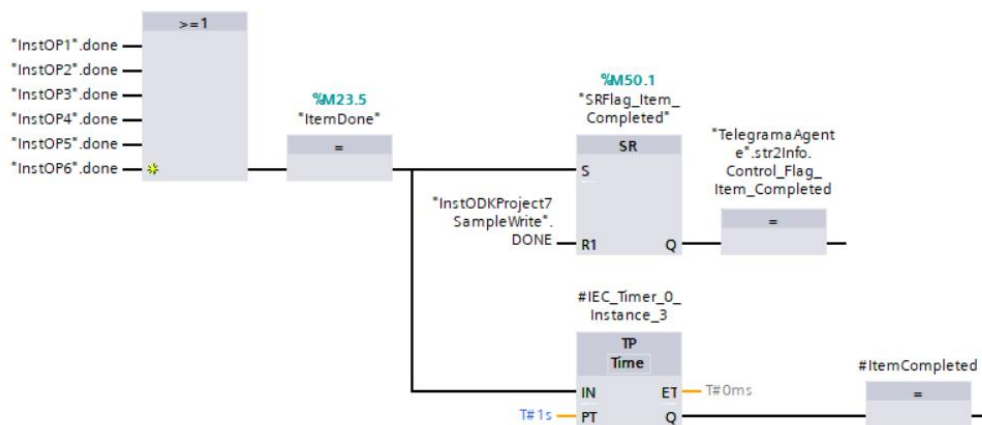 >=1
"InstOP1".done
"InstOP2".done
"InstOP3".done
"InstOP4".done
"InstOP5".done
"InstOP6".done
%M23.5
"ItemDone"
=
%M50.1
"SRFlag_Item_
Completed"
SR
S
"InstODKProject7
SampleWrite".
DONE
R1
Q
"TelegramaAgent
e".str2Info.
Control_Flag_
Item_Completed
=
#IEC_Timer_0_
Instance_3
TP
Time
IN
ET
T#0ms
T#1s
PT
Q
#ItemCompleted
=